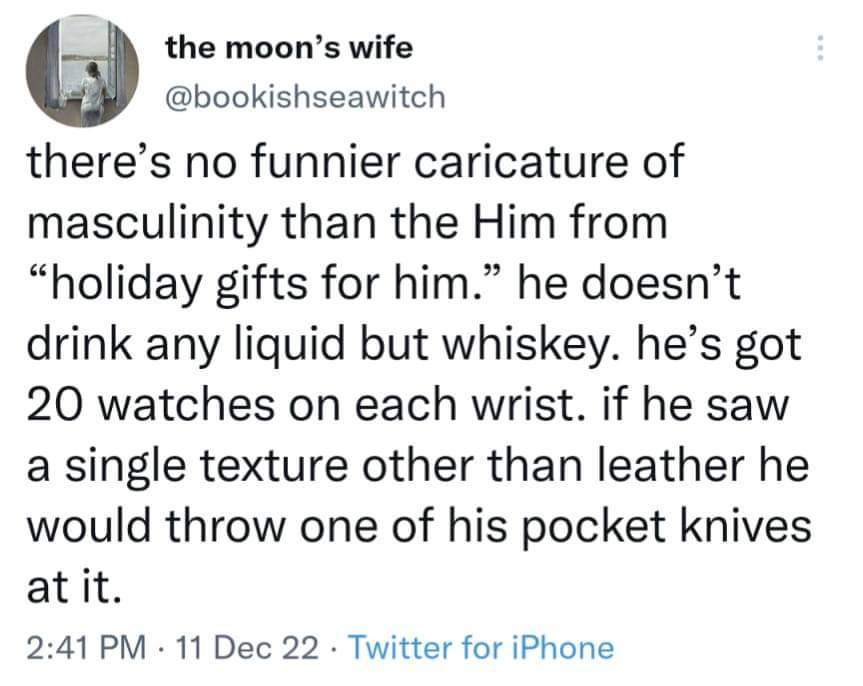 the moon’s wife
@bookishseawitch
there’s no funnier caricature of
masculinity than the Him from
“holiday gifts for him.” he doesn’t
drink any liquid but whiskey. he’s got
20 watches on each wrist. if he saw
a single texture other than leather he
would throw one of his pocket knives
at it.
2:41 PM · 11 Dec 22 · Twitter for iPhone